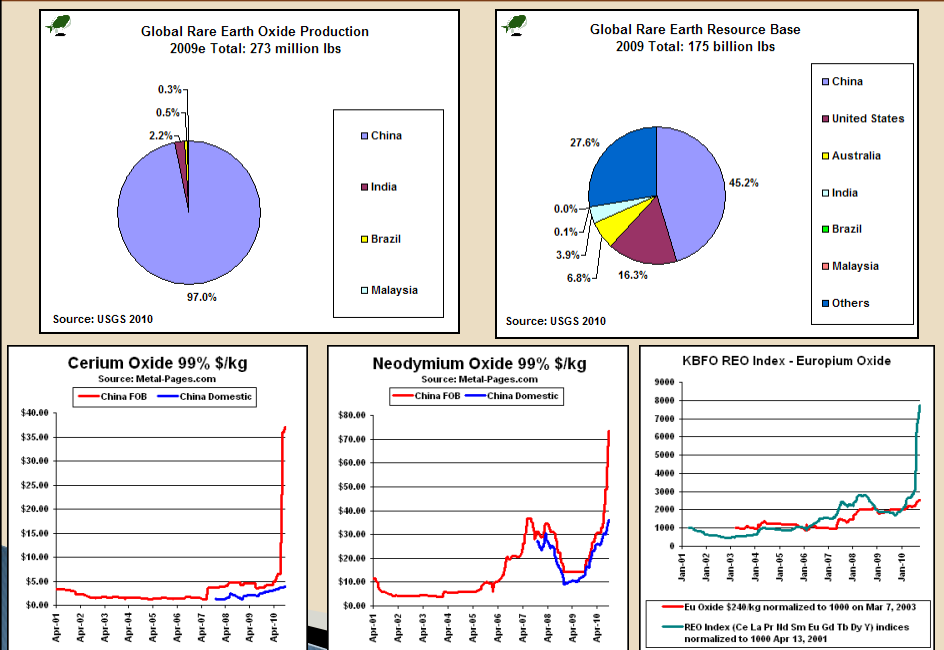 Global Rare Earth Oxide Production
2009e Total: 273 million lbs
0.3%
0.5%
2.2%
97.0%
China
India
Brazil
Malaysia
Source: USGS 2010
Global Rare Earth Resource Base
2009 Total: 175 billion lbs
27.6%
45.2%
0.0%
0.1%
3.9%
6.8%
16.3%
China
United States
Australia
India
Brazil
Malaysia
Others
Source: USGS 2010
Cerium Oxide 99% $/kg
Source: Metal-Pages.com
China FOB China Domestic
$40.00
$35.00
$30.00
$25.00
$20.00
$15.00
$10.00
$5.00
$0.00
Apr-01
Apr-02
Apr-03
Apr-04
Apr-05
Apr-06
Apr-07
Apr-08
Apr-09
Apr-10
Neodymium Oxide 99% $/kg
Source: Metal-Pages.com
China FOB China Domestic
$80.00
$70.00
$60.00
$50.00
$40.00
$30.00
$20.00
$10.00
$0.00
Apr-01
Apr-02
Apr-03
Apr-04
Apr-05
Apr-06
Apr-07
Apr-08
Apr-09
Apr-10
KBFO REO Index - Europium Oxide
9000
8000
7000
6000
5000
4000
3000
2000
1000
0
Jan-01
Jan-02
Jan-03
Jan-04
Jan-05
Jan-06
Jan-07
Jan-08
Jan-09
Jan-10
Eu Oxide $240/kg normalized to 1000 on Mar 7, 2003
REO Index (Ce La Pr Nd Sm Eu Gd Tb Dy Y) indices
normalized to 1000 Apr 13, 2001